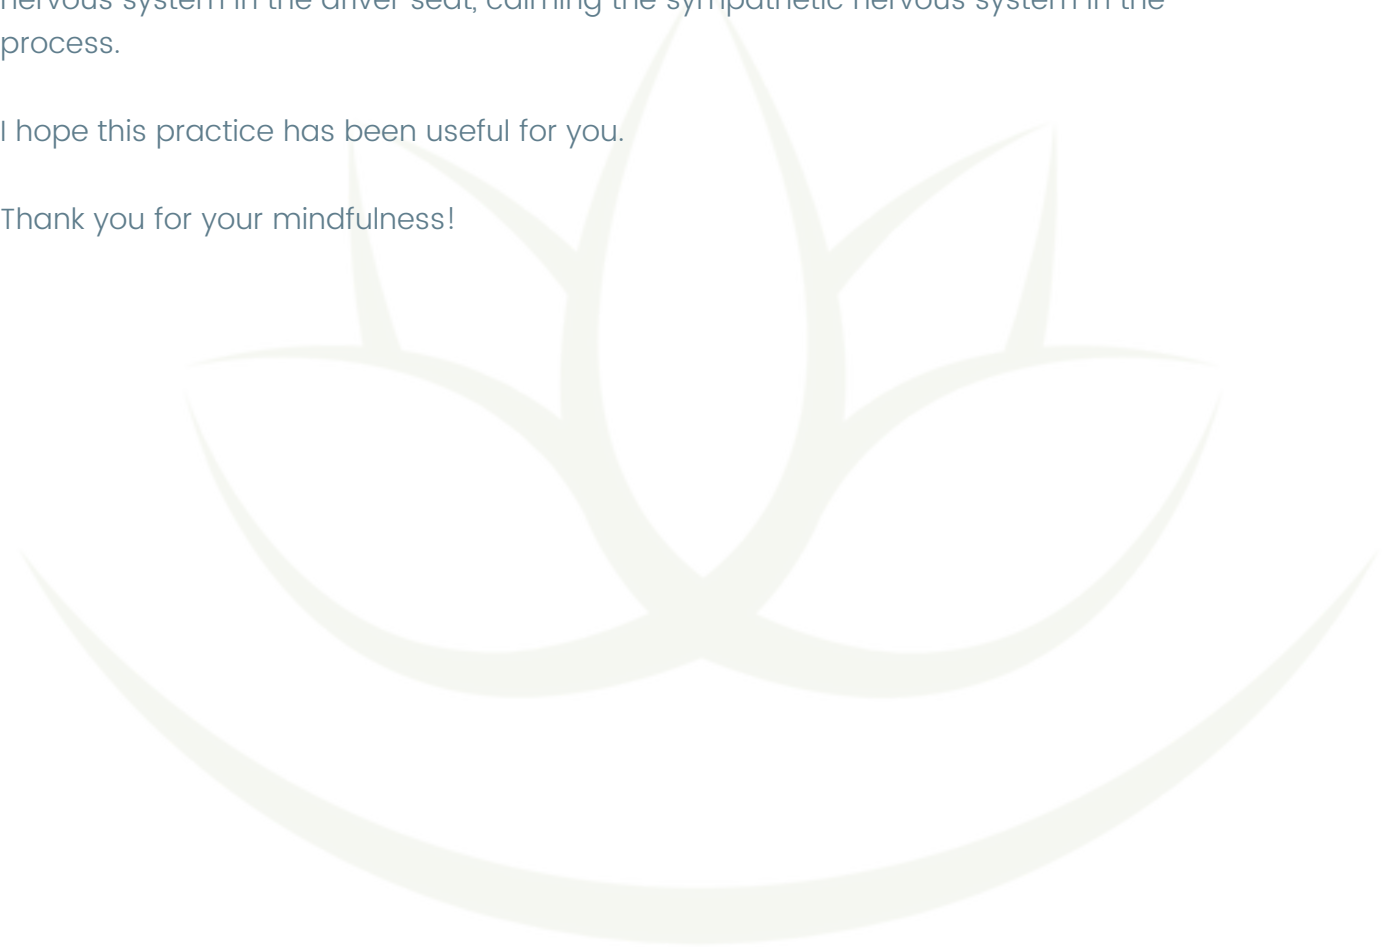 nervous system in the driver seat, calming the sympathetic nervous system in the
process.
I hope this practice has been useful for you.
Thank you for your mindfulness!